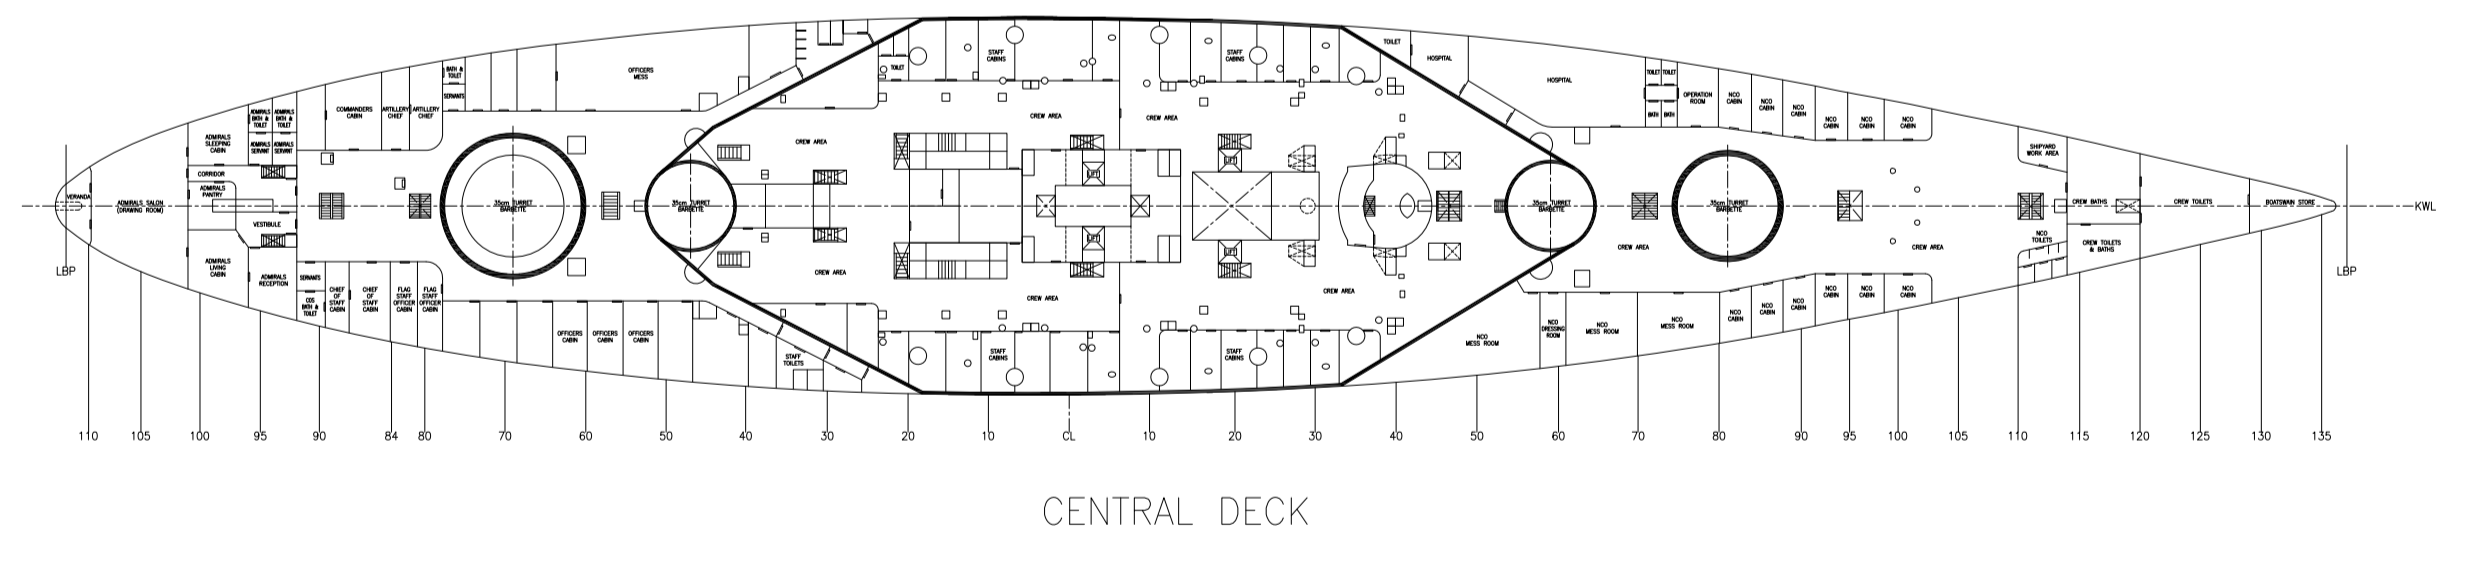 TOILET
HOSPITAL
STAFF
CABINS
STAFF
CABINS
OFFICERS
MESS
BATH &
TOILET
SERVANTS
TOILET
HOSPITAL
TOILET
TOILET
BATH
BATH
OPERATION
ROOM
NCO
CABIN
NCO
CABIN
NCO
CABIN
NCO
CABIN
NCO
CABIN
NCO
CABIN
COMMANDERS
CABIN
ARTILLERY
CHIEF
ARTILLERY
CHIEF
ADMIRALS
BATH &
TOILET
ADMIRALS
BATH &
TOILET
ADMIRALS
SERVANT
ADMIRALS
SERVANT
ADMIRALS
SLEEPING
CABIN
CREW AREA
CREW AREA
CREW AREA
SHIPYARD
WORK AREA
CORRIDOR
ADMIRALS
PANTRY
LIFT
LIFT
VERANDA
ADMIRALS SALON
(DRAWING ROOM)
35cm TURRET
BARBETTE
35cm TURRET
BARBETTE
35cm TURRET
BARBETTE
35cm TURRET
BARBETTE
CREW BATHS
CREW TOILETS
BOATSWAIN STORE
KWL
VESTIBULE
LIFT
LIFT
NCO
TOILETS
CREW TOILETS
& BATHS
CREW AREA
CREW AREA
LBP
LBP
ADMIRALS
LIVING
CABIN
ADMIRALS
RECEPTION
SERVANTS
COS
BATH &
TOILET
CHIEF
OF
STAFF
CABIN
CHIEF
OF
STAFF
CABIN
FLAG
STAFF
OFFICER
CABIN
FLAG
STAFF
OFFICER
CABIN
CREW AREA
CREW AREA
CREW AREA
NCO
CABIN
NCO
CABIN
NCO
CABIN
NCO
CABIN
NCO
CABIN
NCO
CABIN
OFFICERS
CABIN
OFFICERS
CABIN
OFFICERS
CABIN
STAFF
TOILETS
STAFF
CABINS
STAFF
CABINS
NCO
MESS ROOM
NCO
DRESSING
ROOM
NCO
MESS ROOM
NCO
MESS ROOM
110 105 100 95 90 84 80 70 60 50 40 30 20 10 CL 10 20 30 40 50 60 70 80 90 95 100 105 110 115 120 125 130 135
CENTRAL DECK